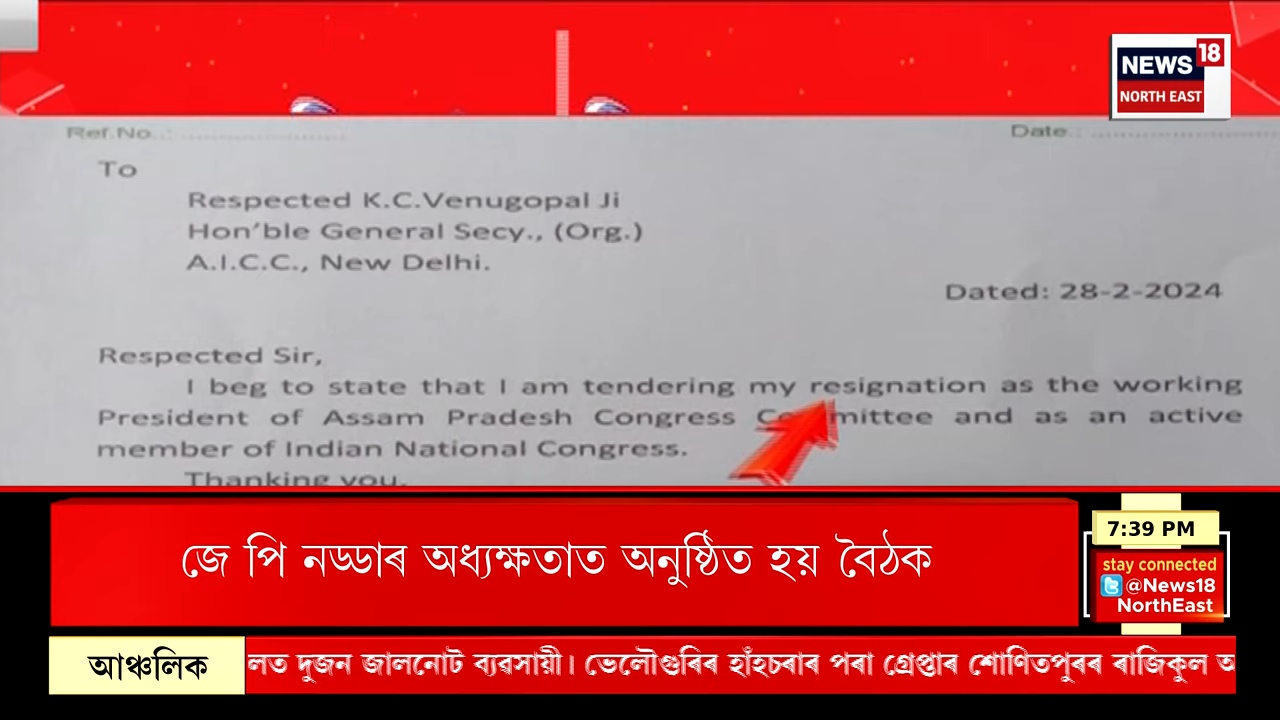 NEWS 18
NORTH EAST
Ref.No..: ..........................
Date.: ..........................
To
Respected K.C.Venugopal Ji
Hon'ble General Secy., (Org.)
A.I.C.C., New Delhi.
Dated: 28-2-2024
Respected Sir,
I beg to state that I am tendering my resignation as the working
President of Assam Pradesh Congress Committee and as an active
member of Indian National Congress.
Thanking you.
জে পি নড্ডাৰ অধ্যক্ষতাত অনুষ্ঠিত হয় বৈঠক
7:39 PM
stay connected
@News18
NorthEast
আঞ্চলিক
লত দুজন জালনোট ব্যৱসায়ী। ভেলৌগুৰিৰ হাঁহচৰাৰ পৰা গ্ৰেপ্তাৰ শোণিতপুৰৰ ৰাজিকুল অ